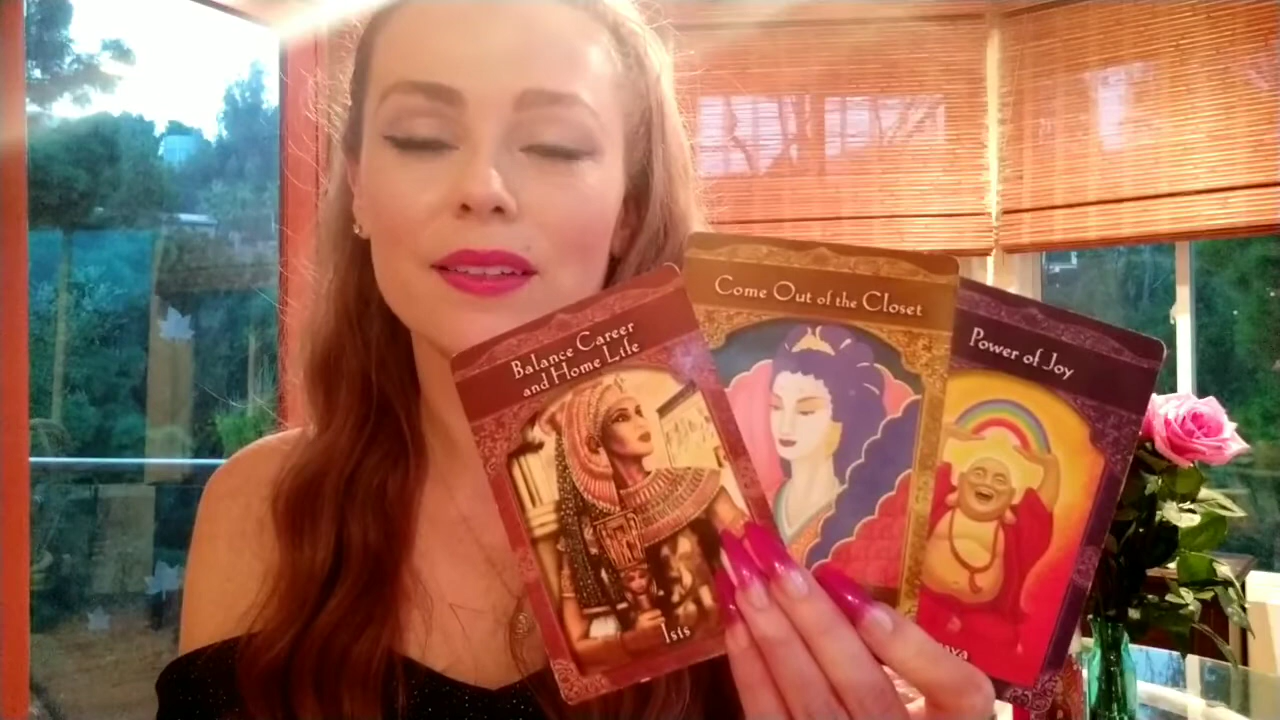 Balance Career
and Home Life
Isis
Come Out of the Closet
Power of Joy